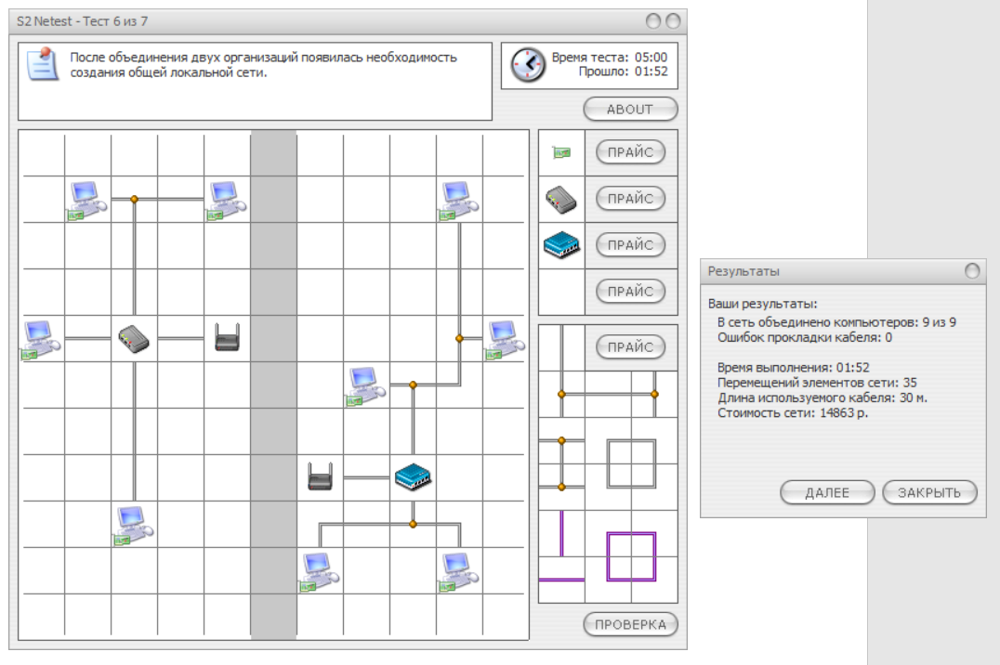 S2 Netest - Тест 6 из 7
После объединения двух организаций появилась необходимость
создания общей локальной сети.
Время теста: 05:00
Прошло: 01:52
ABOUT
ПРАЙС
ПРАЙС
ПРАЙС
ПРАЙС
ПРАЙС
ПРОВЕРКА
Результаты
Ваши результаты:
В сеть объединено компьютеров: 9 из 9
Ошибок прокладки кабеля: 0
Время выполнения: 01:52
Перемещений элементов сети: 35
Длина используемого кабеля: 30 м.
Стоимость сети: 14863 р.
ДАЛЕЕ
ЗАКРЫТЬ